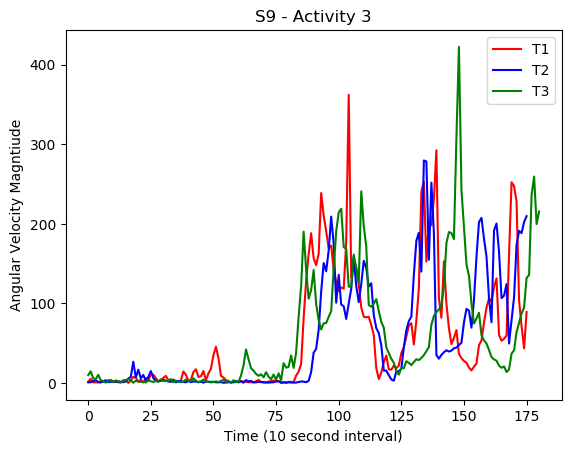 S9 - Activity 3
Angular Velocity Magntiude
400
300
200
100
0
0 25 50 75 100 125 150 175
Time (10 second interval)
T1
T2
T3